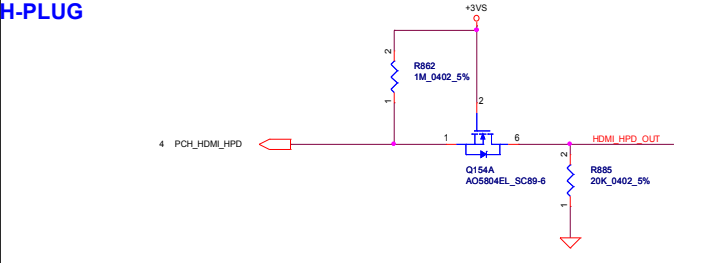 H-PLUG
+3VS
2
R862
1M_0402_5%
1
2
4 PCH_HDMI_HPD
1
6
HDMI_HPD_OUT
Q154A
AO5804EL_SC89-6
2
R885
20K_0402_5%
1